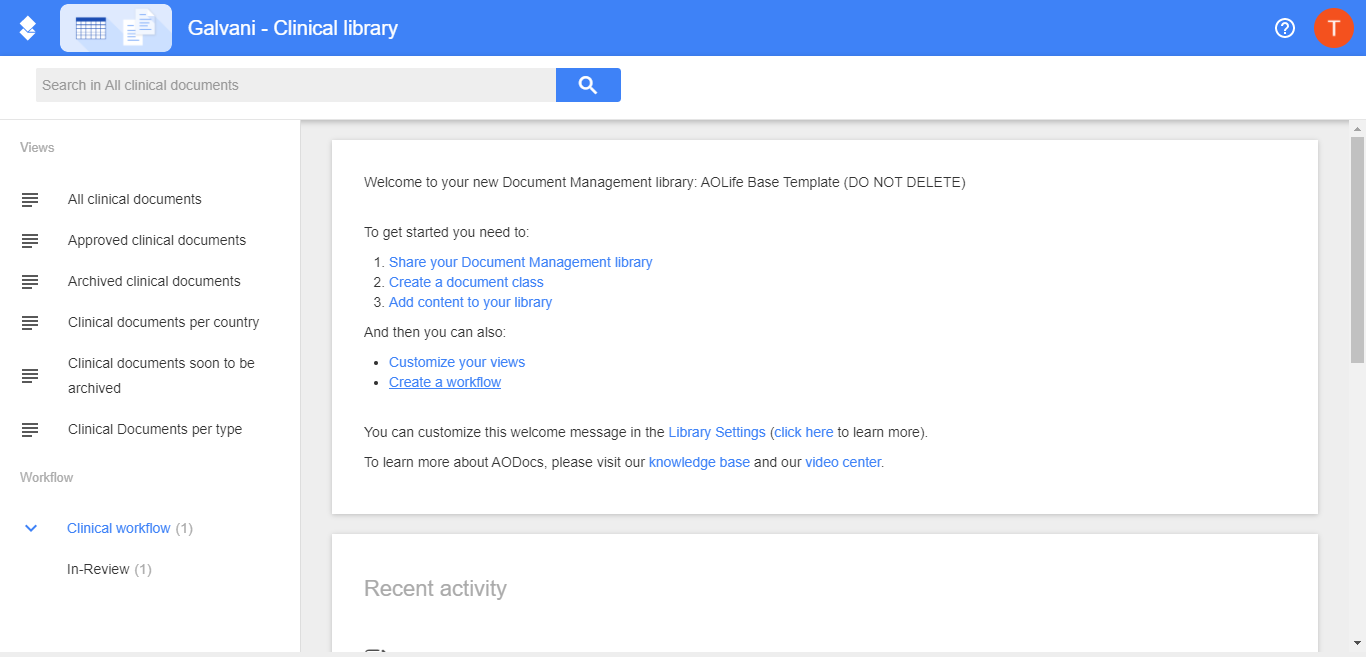 Galvani - Clinical library
T
Search in All clinical documents
Views
All clinical documents
Approved clinical documents
Archived clinical documents
Clinical documents per country
Clinical documents soon to be
archived
Clinical Documents per type
Workflow
Clinical workflow (1)
In-Review (1)
Welcome to your new Document Management library: AOLife Base Template (DO NOT DELETE)
To get started you need to:
1. Share your Document Management library
2. Create a document class
3. Add content to your library
And then you can also:
• Customize your views
• Create a workflow
You can customize this welcome message in the Library Settings (click here to learn more).
To learn more about AODocs, please visit our knowledge base and our video center.
Recent activity